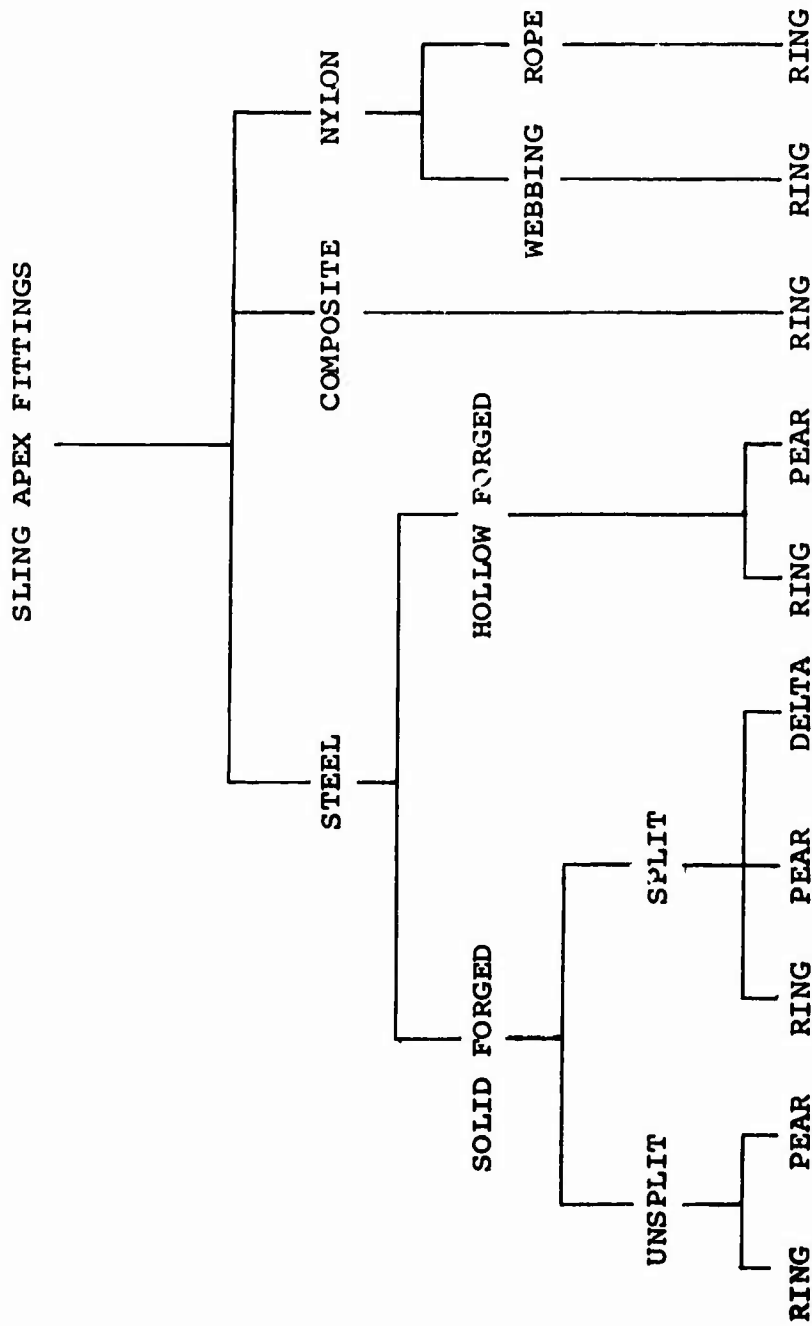 SLING APEX FITTINGS
STEEL COMPOSITE NYLON
SOLID FORGED HOLLOW FORGED WEBBING ROPE
UNSPLIT SPLIT
RING PEAR RING PEAR DELTA RING PEAR RING RING RING